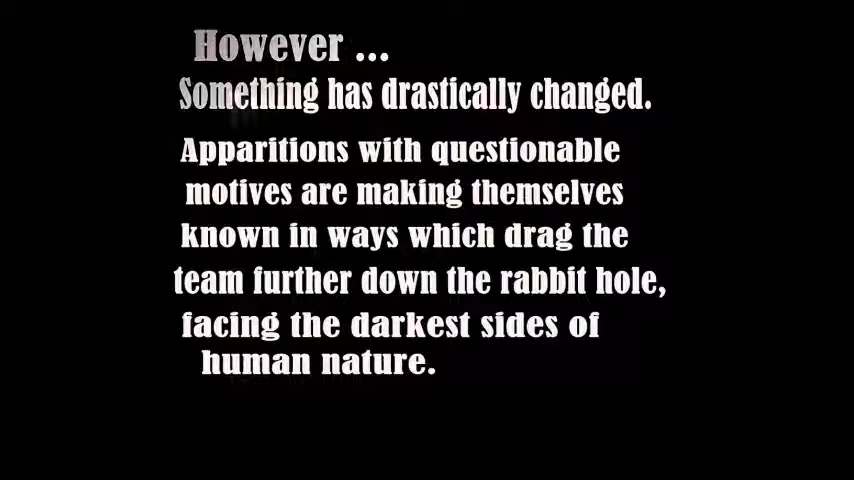 However ...
Something has drastically changed.
Apparitions with questionable
motives are making themselves
known in ways which drag the
team further down the rabbit hole,
facing the darkest sides of
human nature.